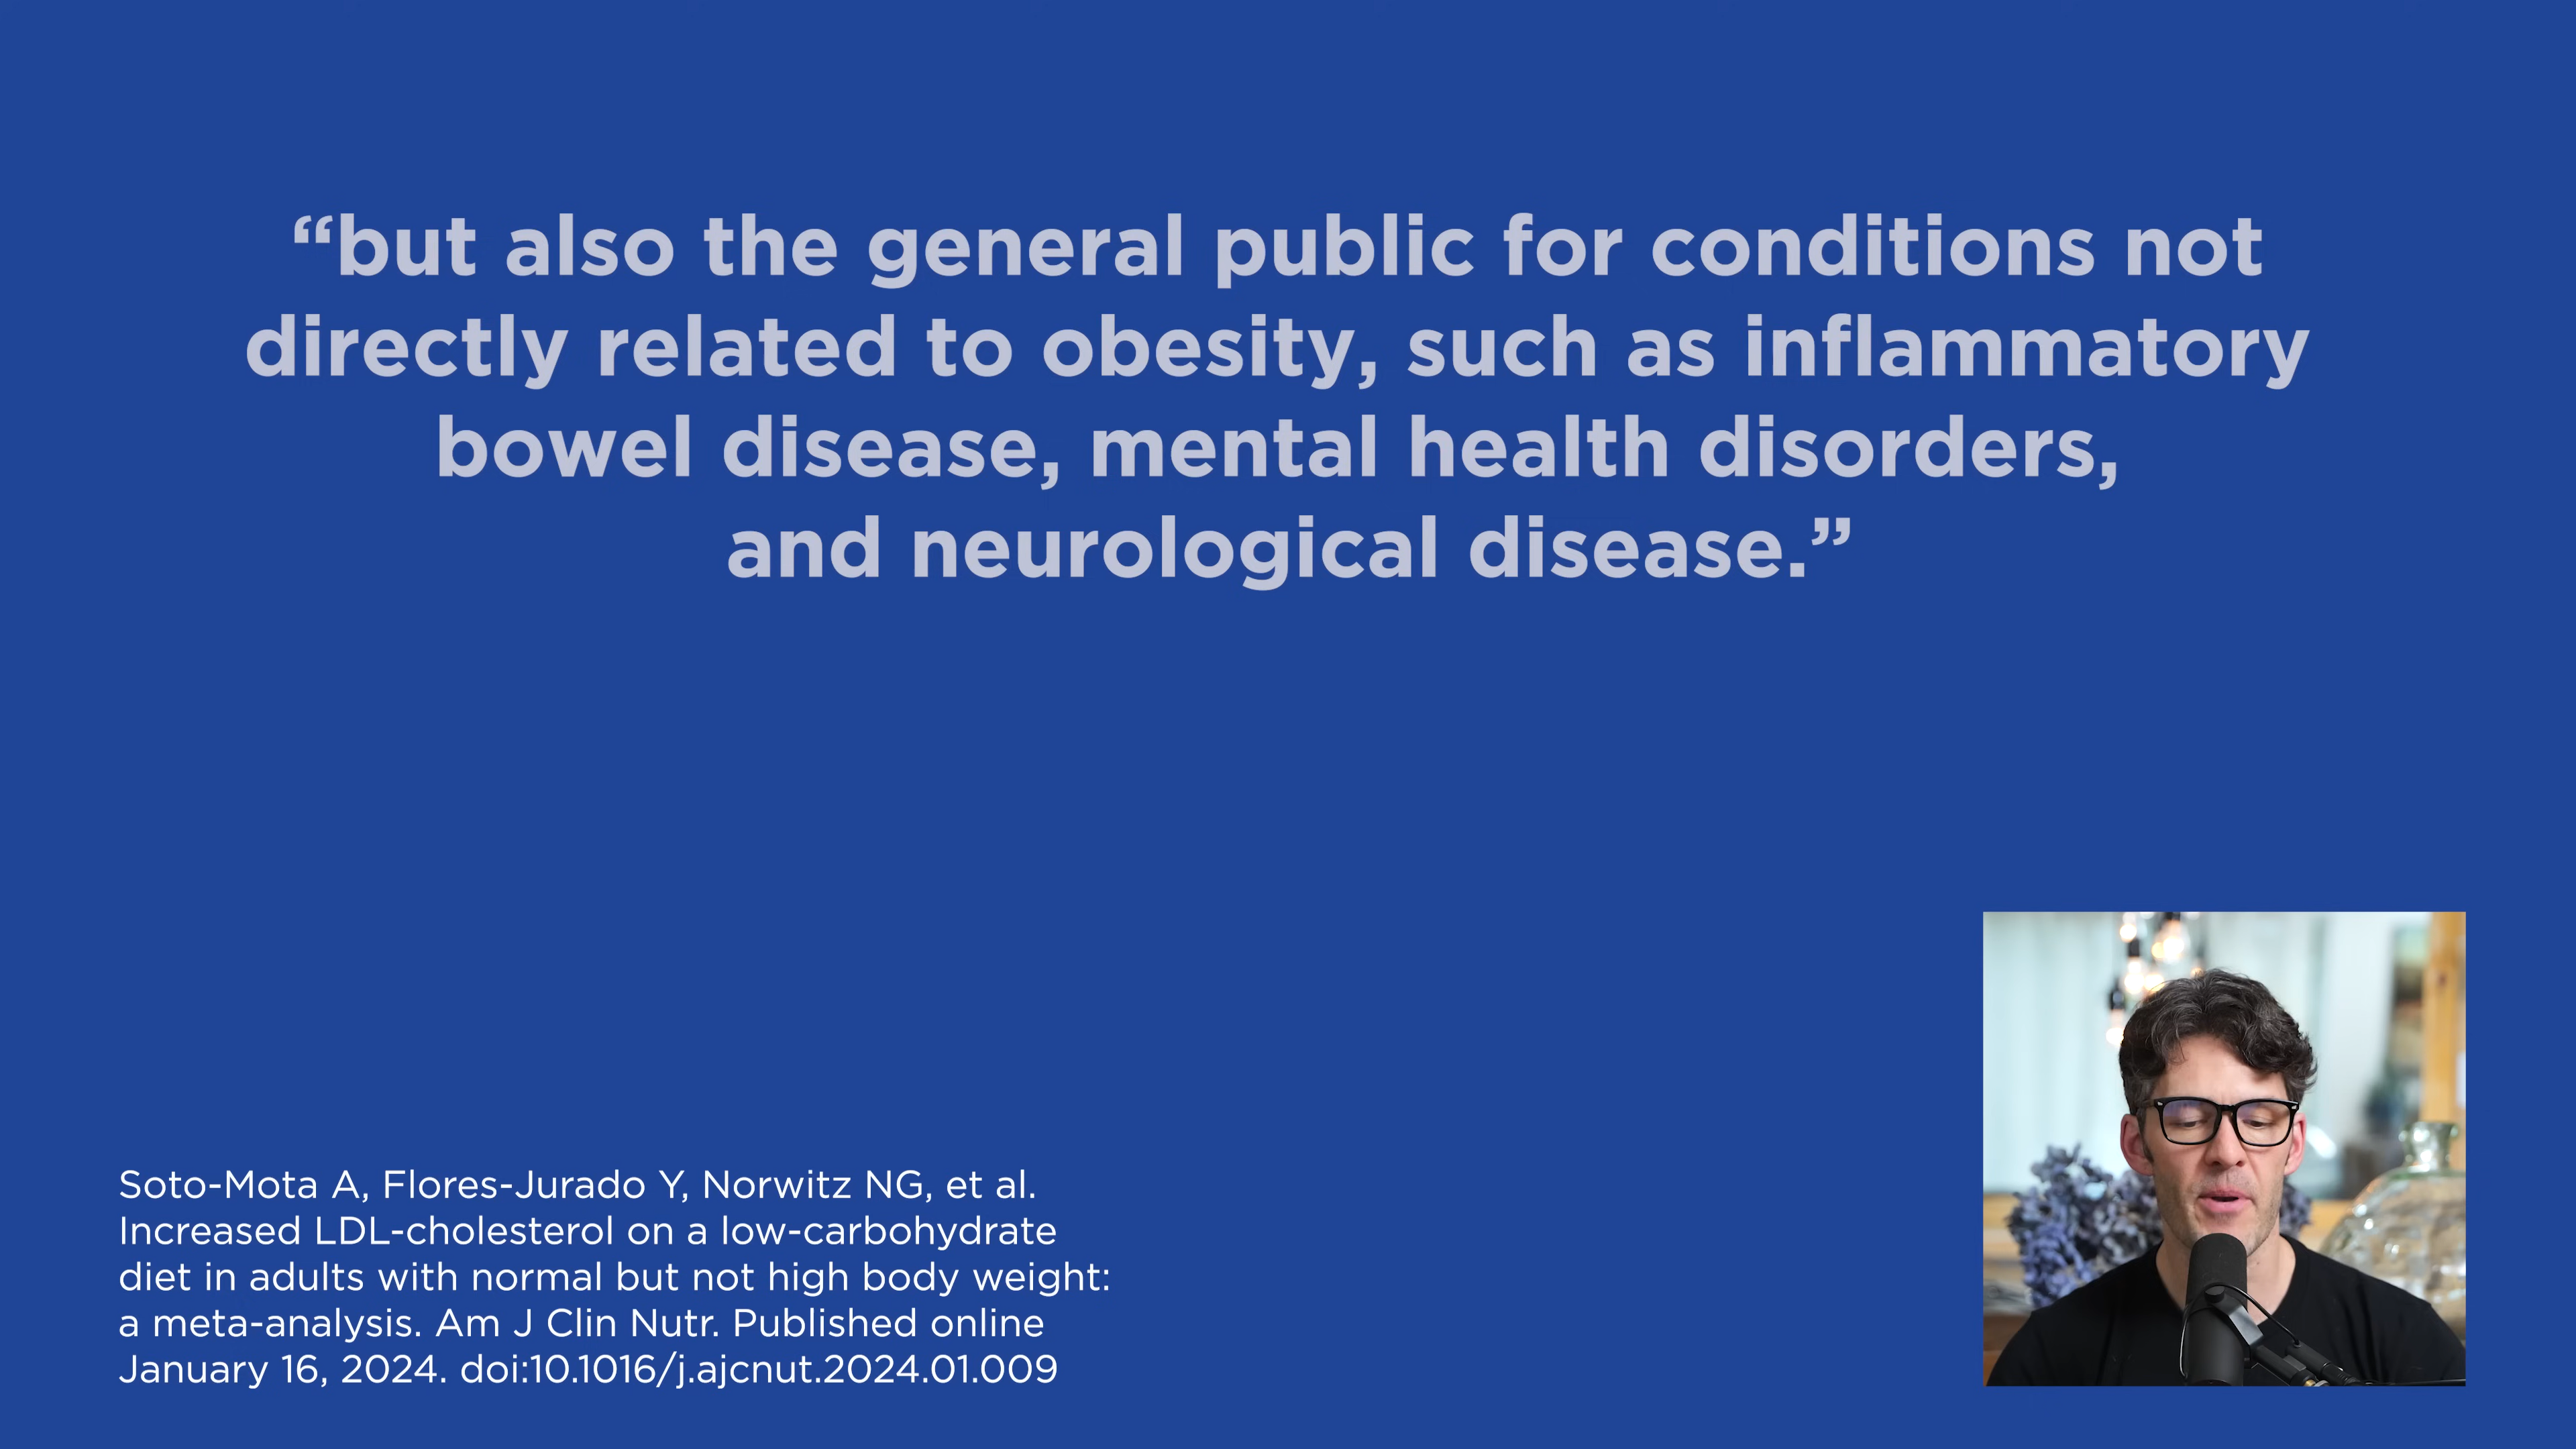 “but also the general public for conditions not
directly related to obesity, such as inflammatory
bowel disease, mental health disorders,
and neurological disease.”
Soto-Mota A, Flores-Jurado Y, Norwitz NG, et al.
Increased LDL-cholesterol on a low-carbohydrate
diet in adults with normal but not high body weight:
a meta-analysis. Am J Clin Nutr. Published online
January 16, 2024. doi:10.1016/j.ajcnut.2024.01.009